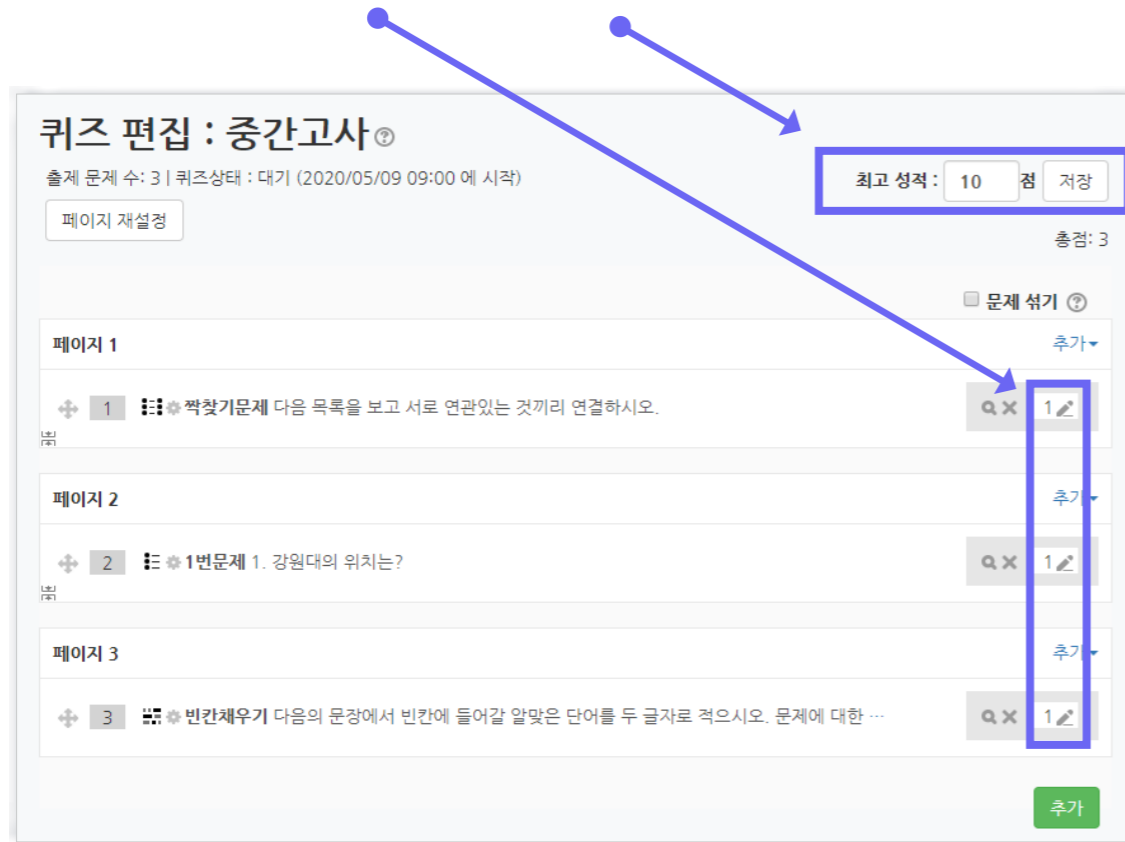 퀴즈 편집 : 중간고사
출제 문제 수: 3 | 퀴즈상태 : 대기 (2020/05/09 09:00 에 시작)
최고 성적 : 10 점 저장
페이지 재설정
총점: 3
문제 섞기
페이지 1 추가
1 짝찾기문제 다음 목록을 보고 서로 연관있는 것끼리 연결하시오. 1
페이지 2 추가
2 1번문제 1. 강원대의 위치는? 1
페이지 3 추가
3 빈칸채우기 다음의 문장에서 빈칸에 들어갈 알맞은 단어를 두 글자로 적으시오. 문제에 대한 ... 1
추가